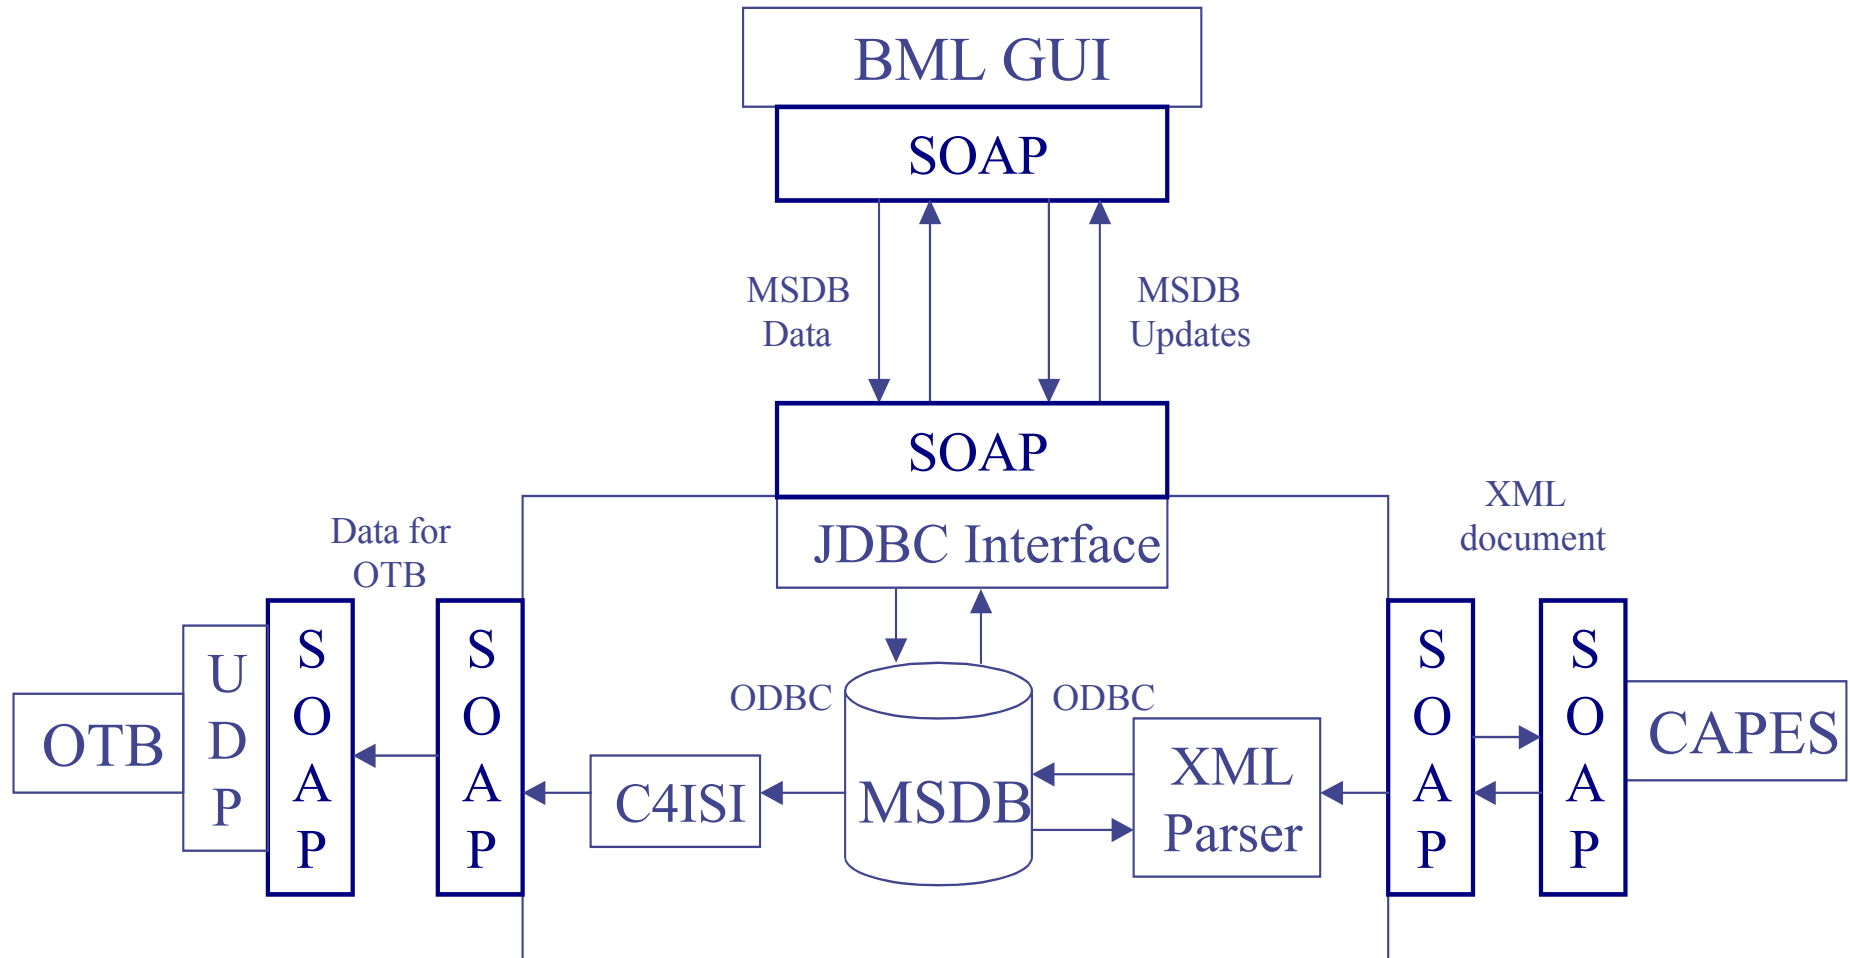 BML GUI
SOAP
MSDB
Data
MSDB
Updates
SOAP
JDBC Interface
XML
document
Data for
OTB
OTB
U
D
P
S
O
A
P
S
O
A
P
C4ISI
ODBC
MSDB
ODBC
XML
Parser
S
O
A
P
S
O
A
P
CAPES